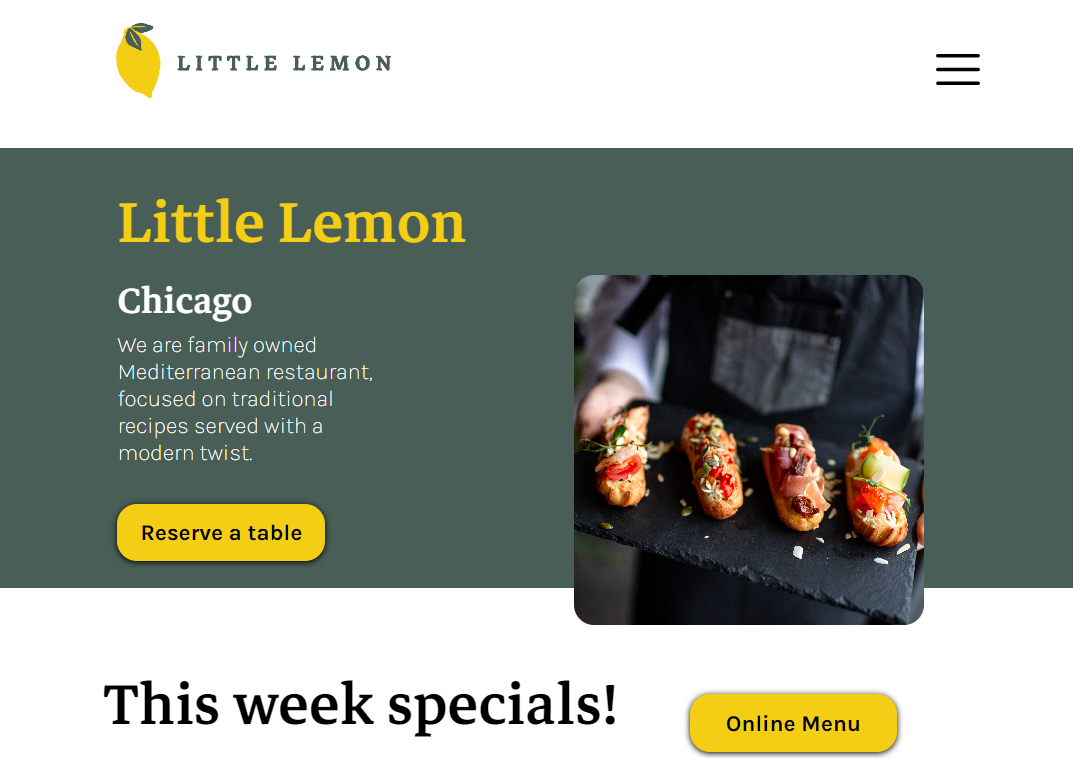 LITTLE LEMON
Little Lemon
Chicago
We are family owned
Mediterranean restaurant,
focused on traditional
recipes served with a
modern twist.
Reserve a table
This week specials!
Online Menu